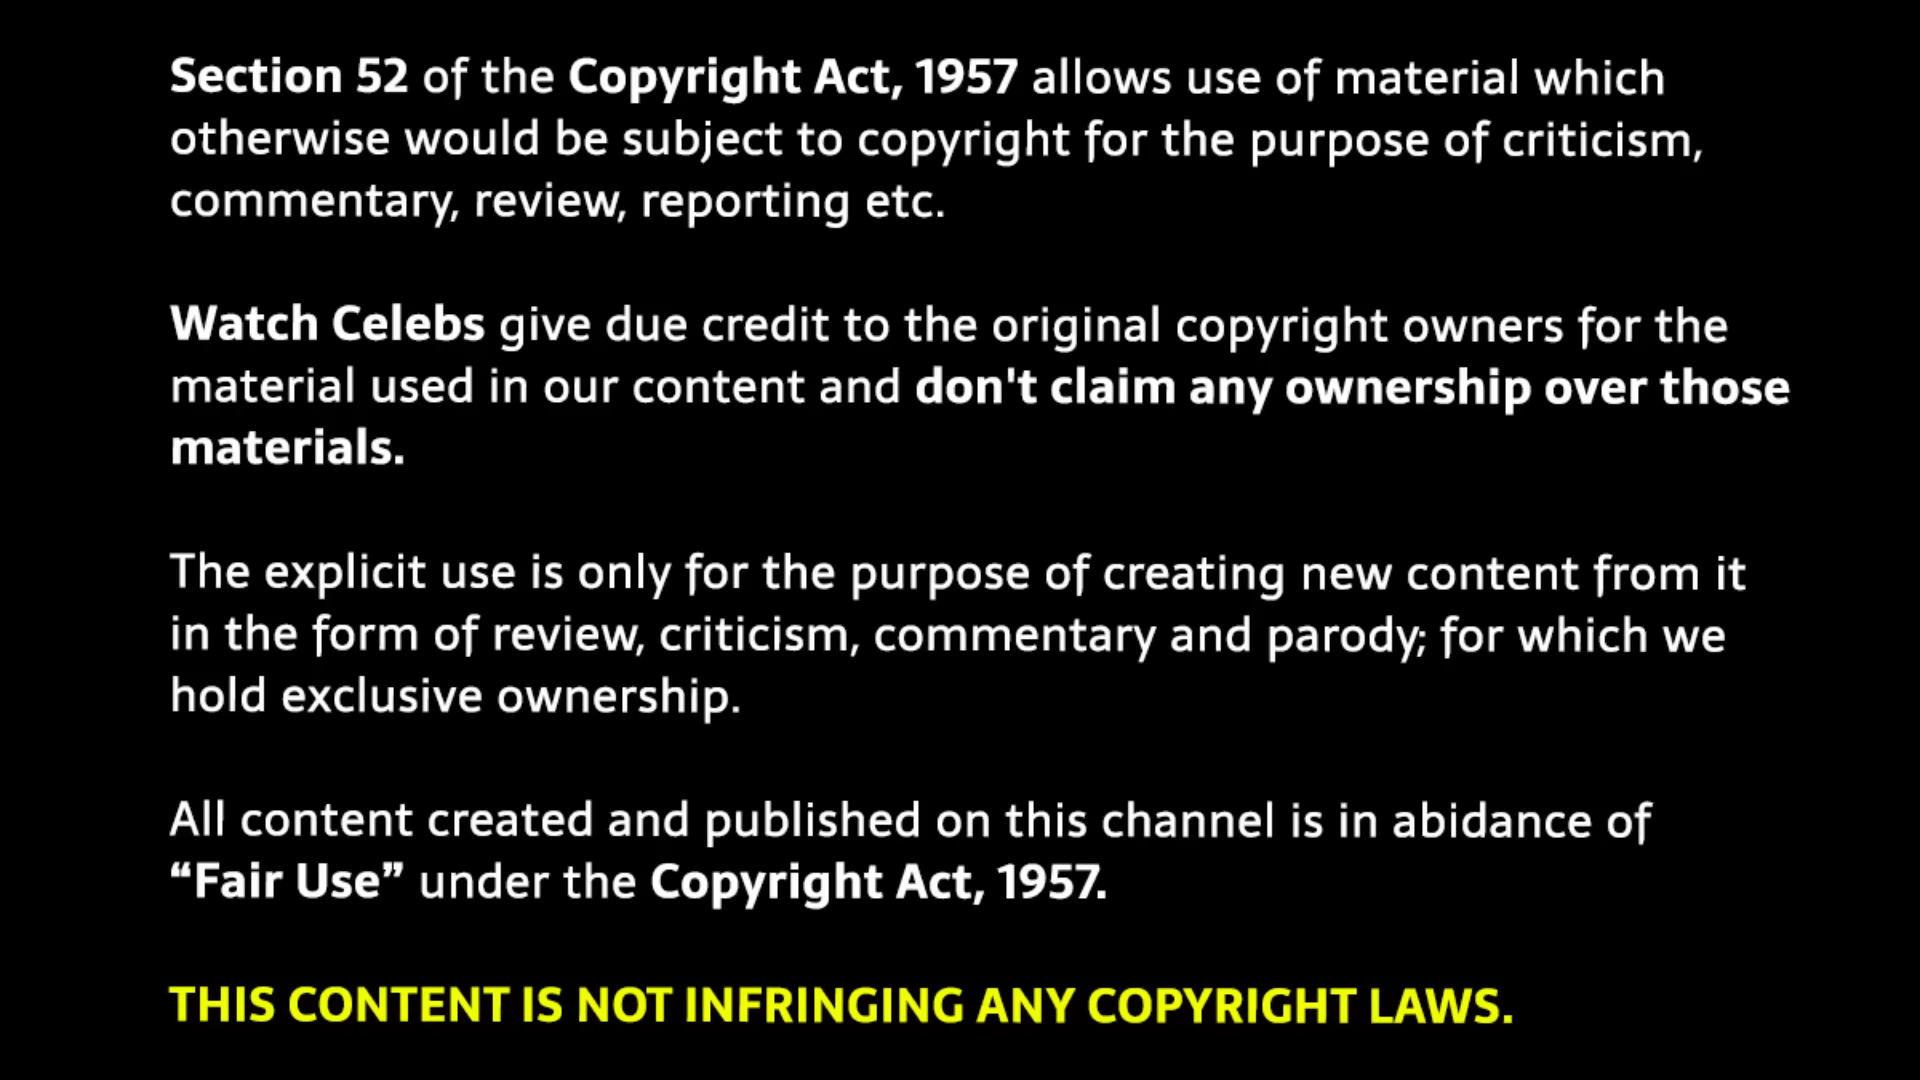 Section 52 of the Copyright Act, 1957 allows use of material which
otherwise would be subject to copyright for the purpose of criticism,
commentary, review, reporting etc.
Watch Celebs give due credit to the original copyright owners for the
material used in our content and don't claim any ownership over those
materials.
The explicit use is only for the purpose of creating new content from it
in the form of review, criticism, commentary and parody; for which we
hold exclusive ownership.
All content created and published on this channel is in abidance of
“Fair Use” under the Copyright Act, 1957.
THIS CONTENT IS NOT INFRINGING ANY COPYRIGHT LAWS.